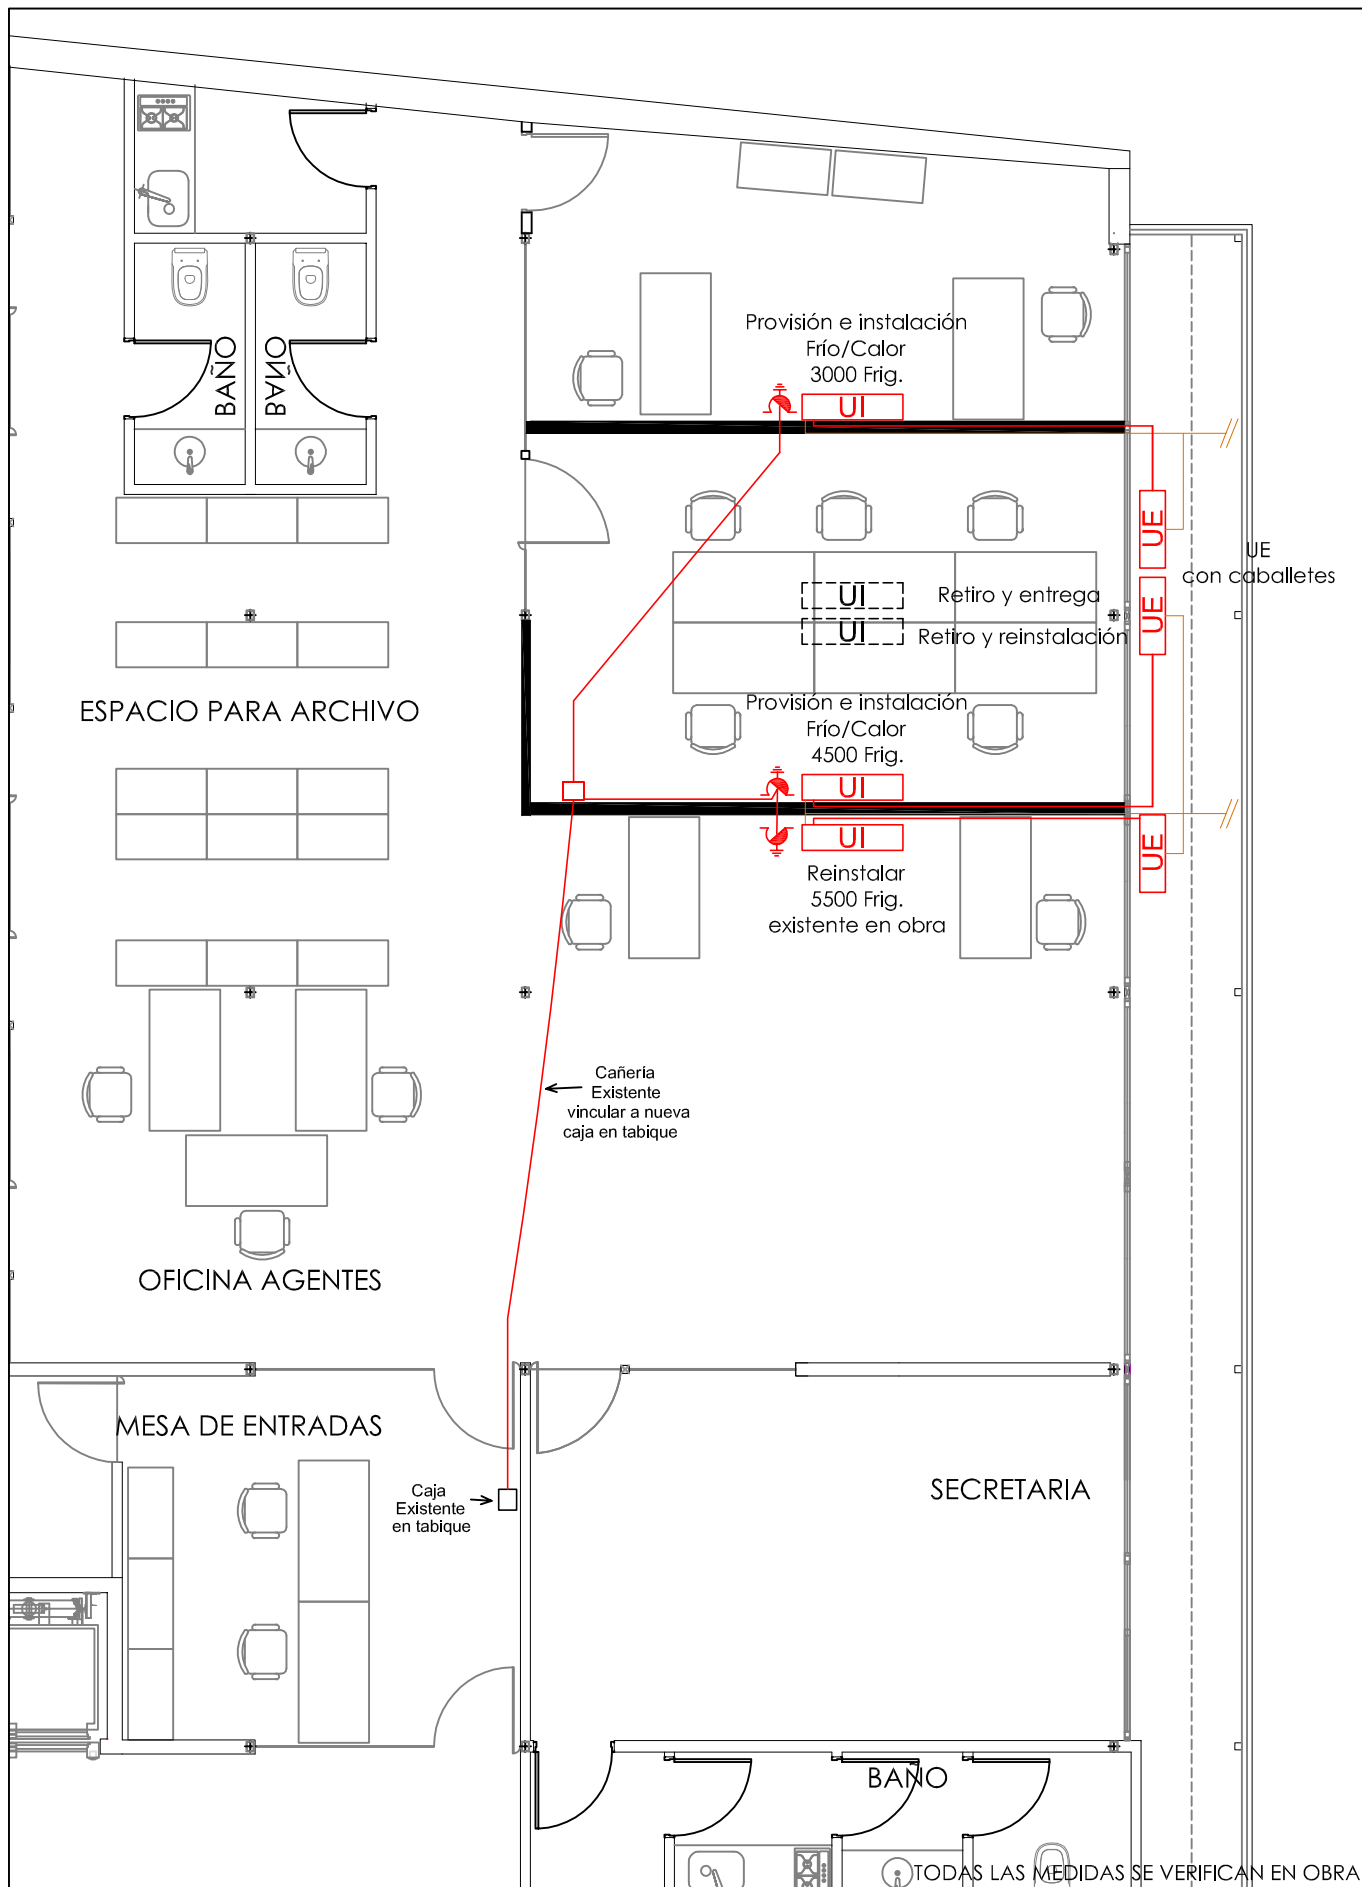 Provisión e instalación
Frío/Calor
3000 Frig.
UI
BAÑO
BAÑO
UE
UE
con caballetes
UE
UI
Retiro y entrega
UI
Retiro y reinstalación
ESPACIO PARA ARCHIVO
Provisión e instalación
Frío/Calor
4500 Frig.
UI
UI
UE
Reinstalar
5500 Frig.
existente en obra
Cañería
Existente
vincular a nueva
caja en tabique
OFICINA AGENTES
MESA DE ENTRADAS
Caja
Existente
en tabique
SECRETARIA
BAÑO
TODAS LAS MEDIDAS SE VERIFICAN EN OBRA